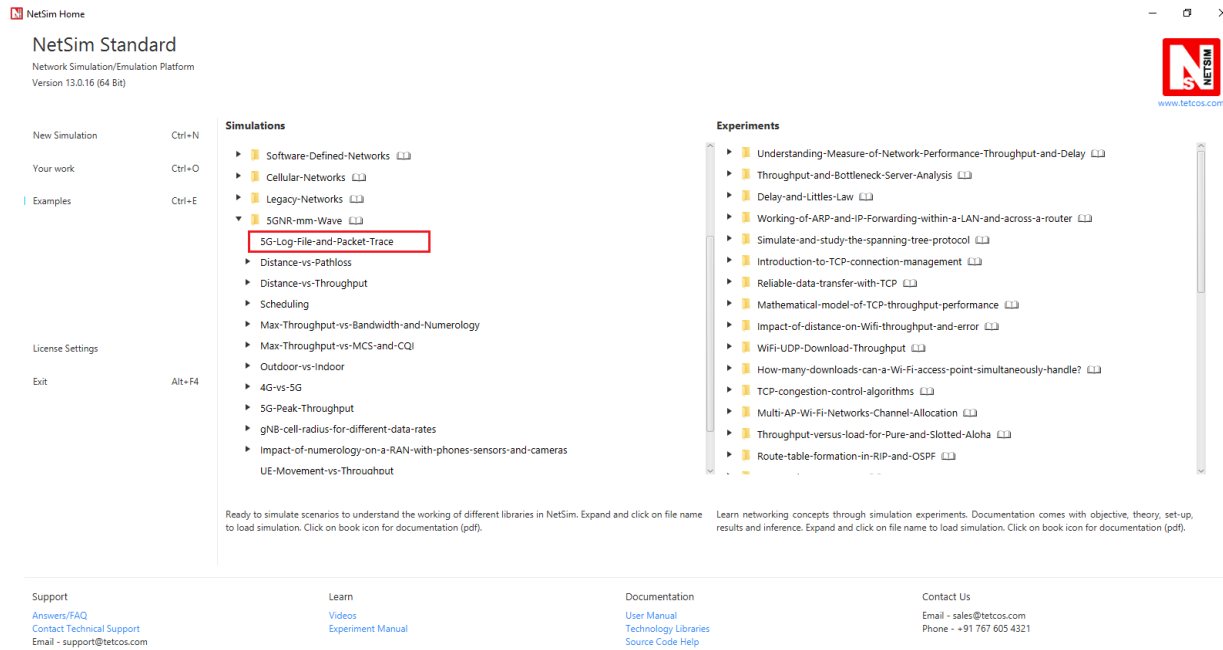 NetSim Home
NetSim Standard
Network Simulation/Emulation Platform
Version 13.0.16 (64 Bit)
NETSIM
www.tetcos.com
New Simulation Ctrl+N
Your work Ctrl+O
Examples Ctrl+E
License Settings
Exit Alt+F4
Simulations
Software-Defined-Networks
Cellular-Networks
Legacy-Networks
5GNR-mm-Wave
5G-Log-File-and-Packet-Trace
Distance-vs-Pathloss
Distance-vs-Throughput
Scheduling
Max-Throughput-vs-Bandwidth-and-Numerology
Max-Throughput-vs-MCS-and-CQI
Outdoor-vs-Indoor
4G-vs-5G
5G-Peak-Throughput
gNB-cell-radius-for-different-data-rates
Impact-of-numerology-on-a-RAN-with-phones-sensors-and-cameras
UE-Movement-vs-Throughput
Ready to simulate scenarios to understand the working of different libraries in NetSim. Expand and click on file name
to load simulation. Click on book icon for documentation (pdf).
Experiments
Understanding-Measure-of-Network-Performance-Throughput-and-Delay
Throughput-and-Bottleneck-Server-Analysis
Delay-and-Littles-Law
Working-of-ARP-and-IP-Forwarding-within-a-LAN-and-across-a-router
Simulate-and-study-the-spanning-tree-protocol
Introduction-to-TCP-connection-management
Reliable-data-transfer-with-TCP
Mathematical-model-of-TCP-throughput-performance
Impact-of-distance-on-Wifi-throughput-and-error
WiFi-UDP-Download-Throughput
How-many-downloads-can-a-Wi-Fi-access-point-simultaneously-handle?
TCP-congestion-control-algorithms
Multi-AP-Wi-Fi-Networks-Channel-Allocation
Throughput-versus-load-for-Pure-and-Slotted-Aloha
Route-table-formation-in-RIP-and-OSPF
Learn networking concepts through simulation experiments. Documentation comes with objective, theory, set-up,
results and inference. Expand and click on file name to load simulation. Click on book icon for documentation (pdf).
Support
Answers/FAQ
Contact Technical Support
Email - support@tetcos.com
Learn
Videos
Experiment Manual
Documentation
User Manual
Technology Libraries
Source Code Help
Contact Us
Email - sales@tetcos.com
Phone - +91 767 605 4321